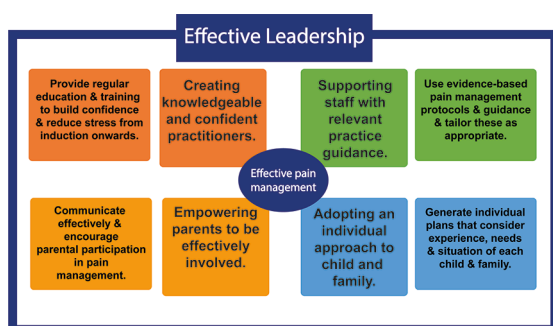 Effective Leadership
Provide regular
education & training
to build confidence
& reduce stress from
induction onwards.
Creating
knowledgeable
and confident
practitioners.
Supporting
staff with
relevant
practice
guidance.
Use evidence-based
pain management
protocols & guidance
& tailor these as
appropriate.
Effective pain
management
Communicate
effectively &
encourage
parental participation
in pain
management.
Empowering
parents to be
effectively
involved.
Adopting an
individual
approach to
child and
family.
Generate individual
plans that consider
experience, needs
& situation of each
child & family.